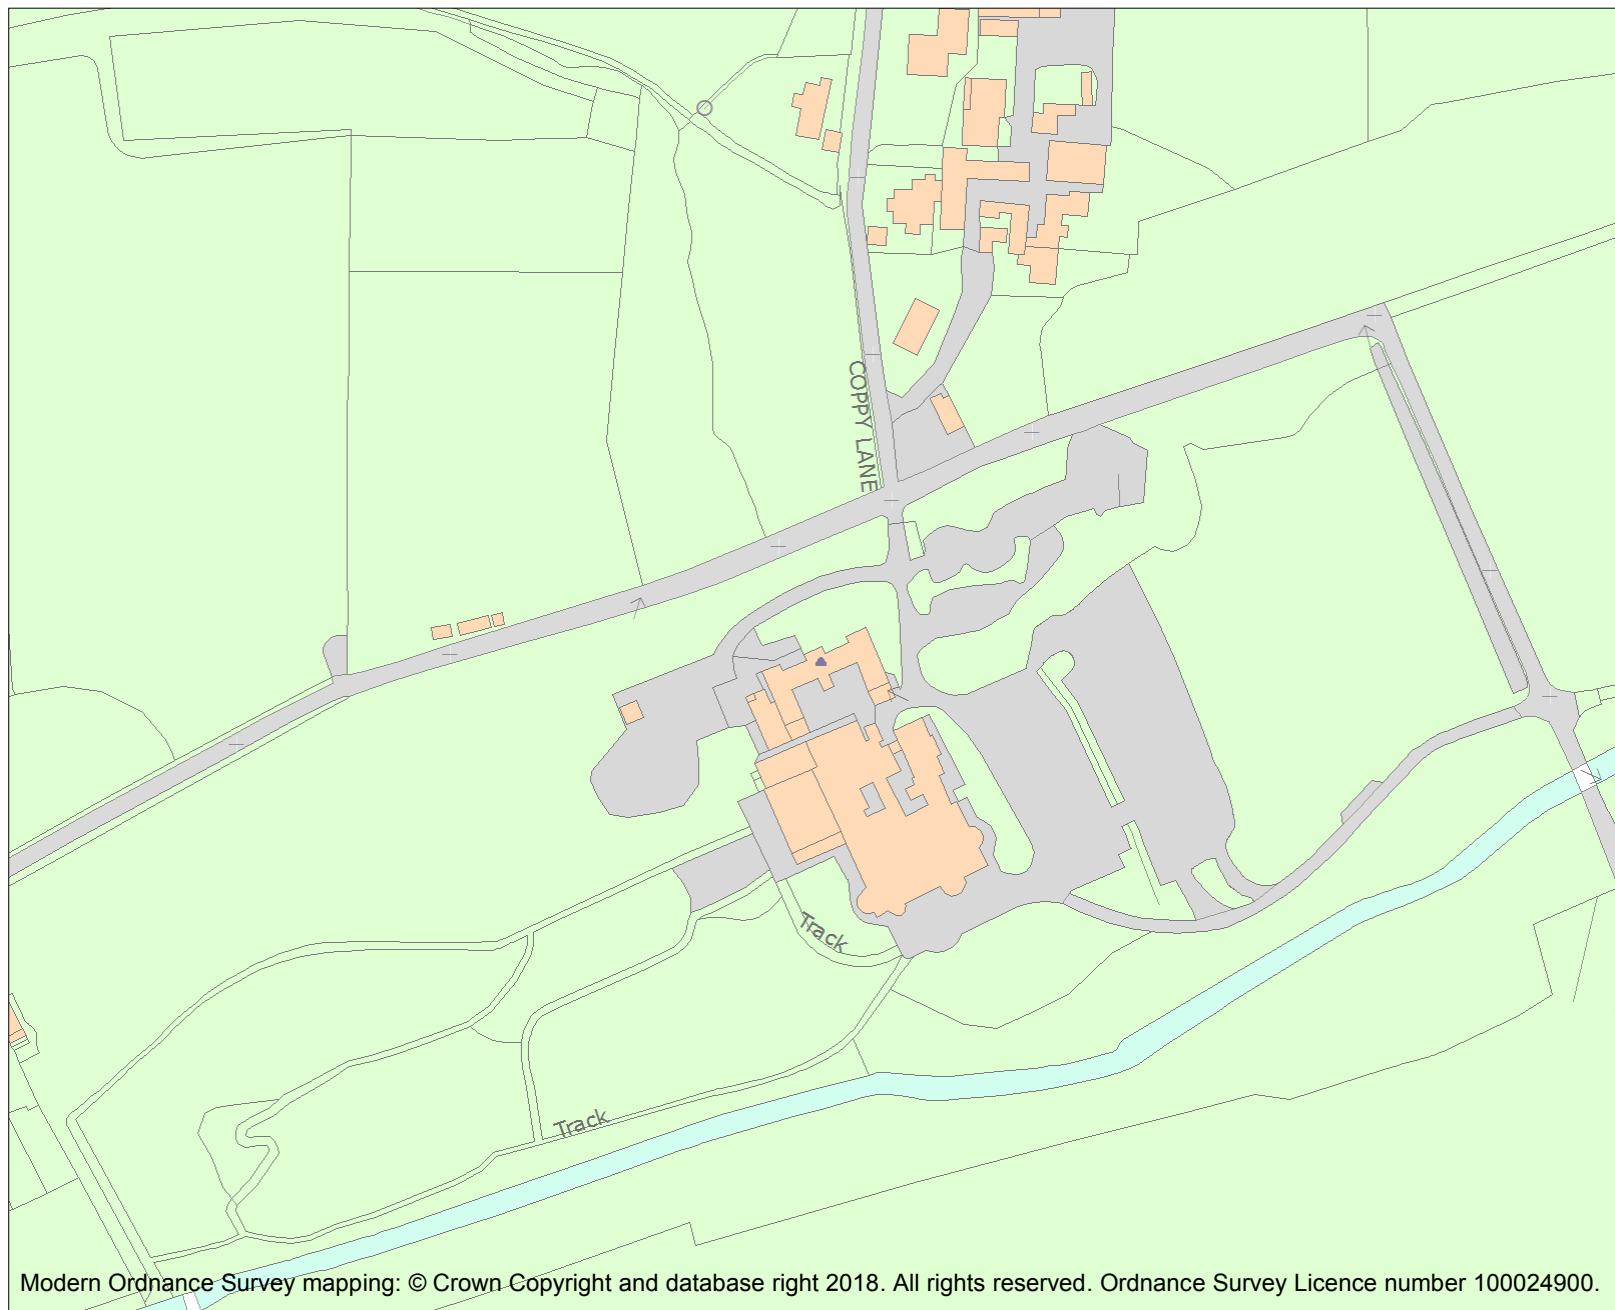 COPPY LANE
Track
Track
Modern Ordnance Survey mapping: © Crown Copyright and database right 2018. All rights reserved. Ordnance Survey Licence number 100024900.